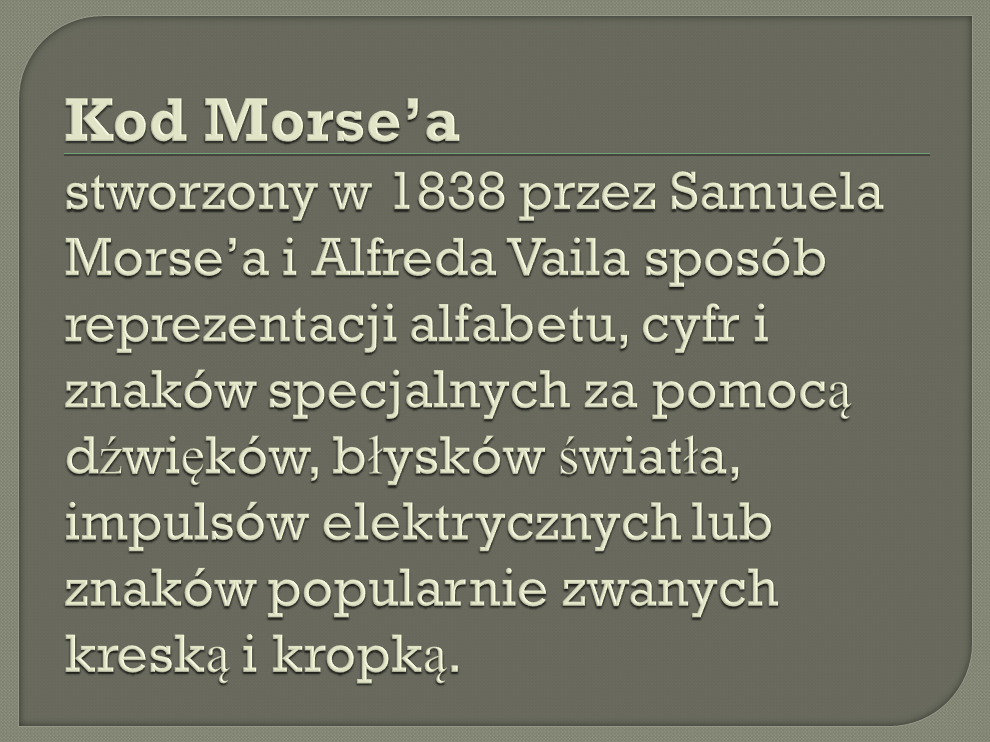 Kod Morse’a
stworzony w 1838 przez Samuela
Morse’a i Alfreda Vaila sposób
reprezentacji alfabetu, cyfr i
znaków specjalnych za pomocą
dźwięków, błysków światła,
impulsów elektrycznych lub
znaków popularnie zwanych
kreską i kropką.